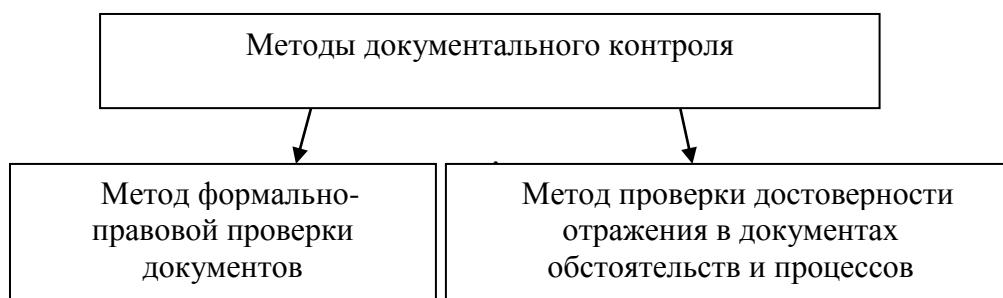 Методы документального контроля
Метод формально-
правовой проверки
документов
Метод проверки достоверности
отражения в документах
обстоятельств и процессов